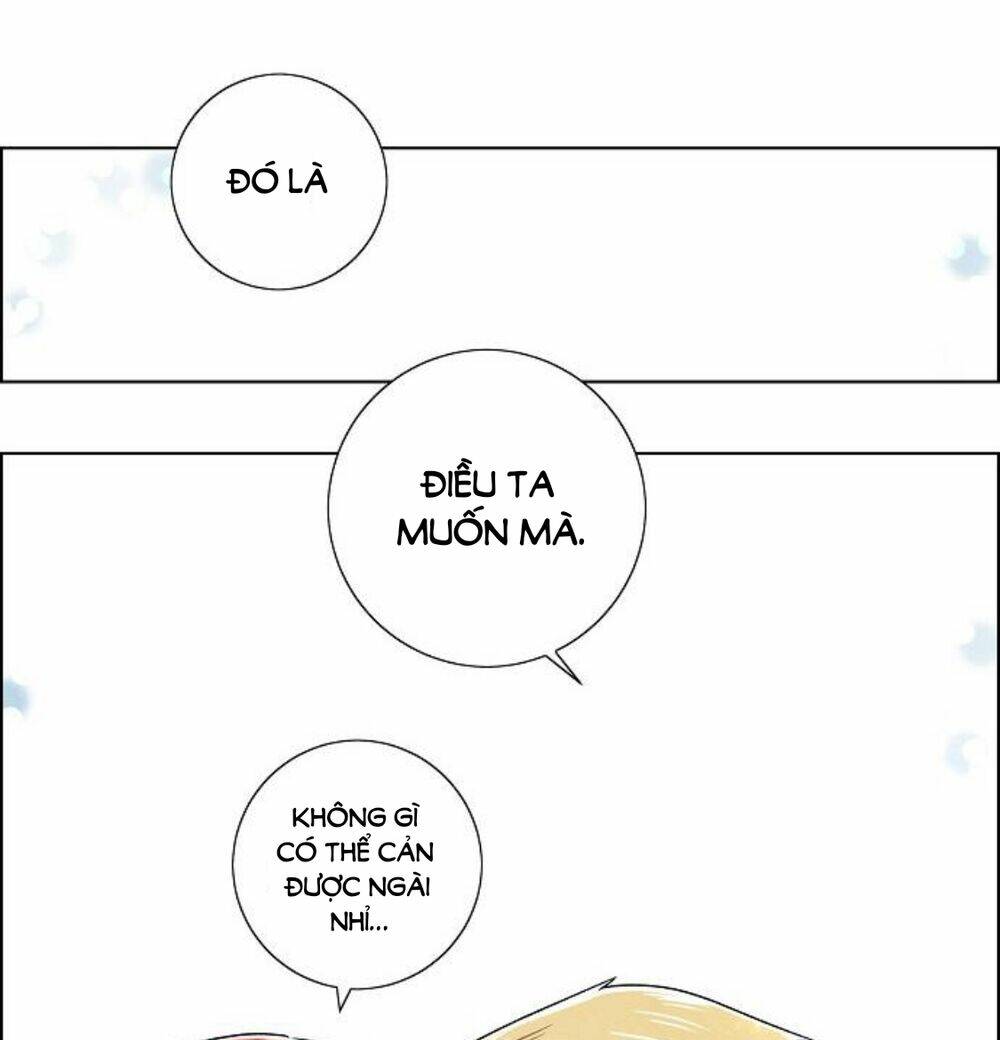 ĐÓ LÀ
ĐIỀU TA
MUỐN MÀ.
KHÔNG GÌ
CÓ THỂ CẢN
ĐƯỢC NGÀI
NHỈ...